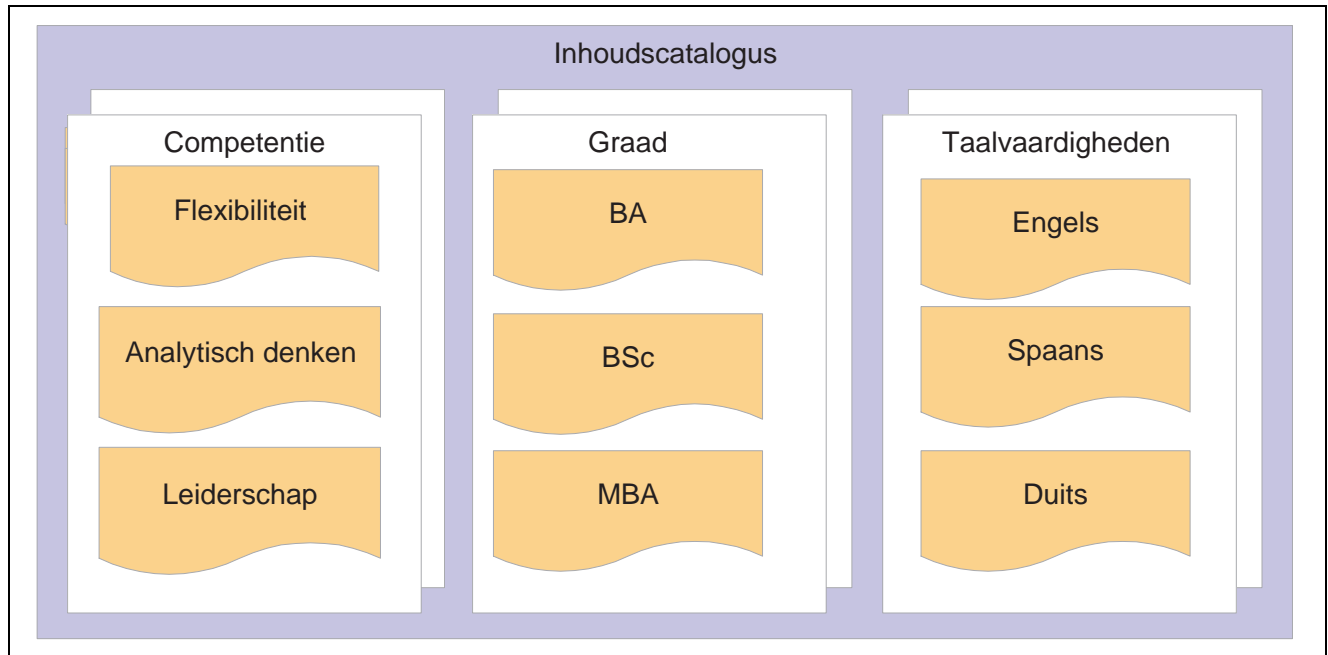 Inhoudscatalogus
Competentie
Flexibiliteit
Analytisch denken
Leiderschap
Graad
BA
BSc
MBA
Taalvaardigheden
Engels
Spaans
Duits